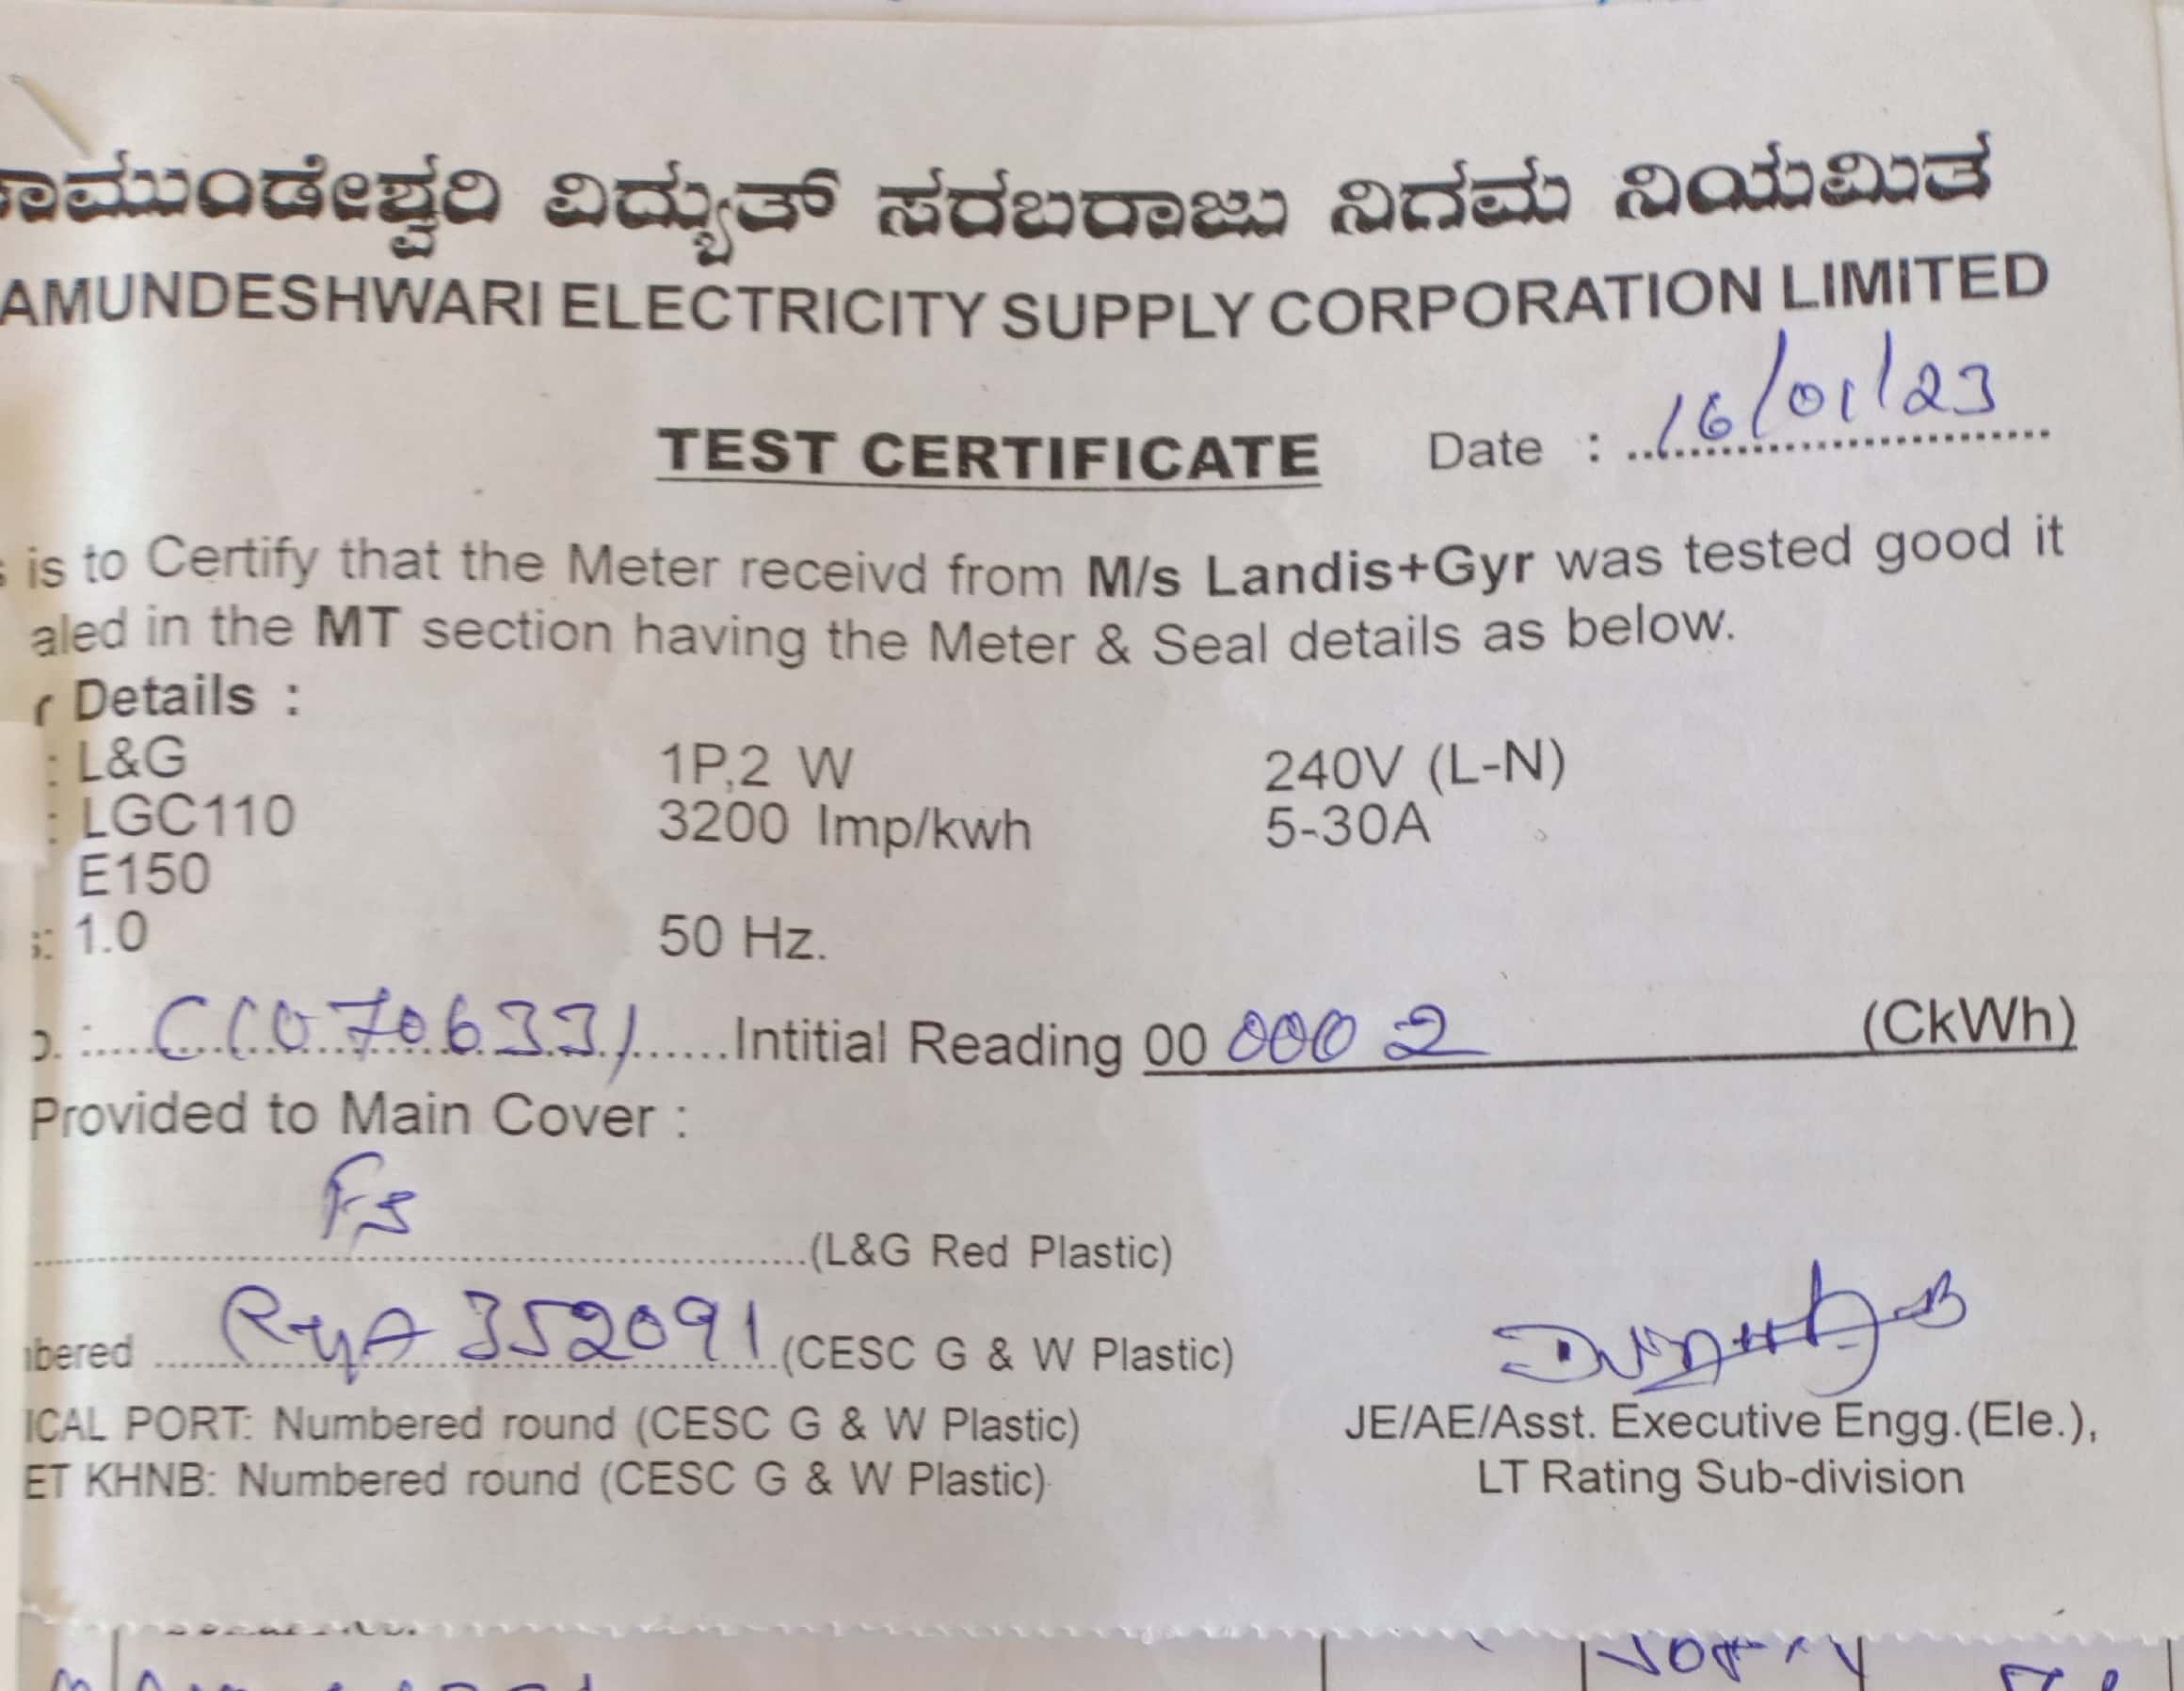 ಾಮುಂಡೇಶ್ವರಿ ವಿದ್ಯುತ್ ಸರಬರಾಜು ನಿಗಮ ನಿಯಮಿತ
AMUNDESHWARI ELECTRICITY SUPPLY CORPORATION LIMITED
TEST CERTIFICATE Date : 16/01/23
is to Certify that the Meter receivd from M/s Landis+Gyr was tested good it
aled in the MT section having the Meter & Seal details as below.
r Details :
: L&G 1P,2 W 240V (L-N)
: LGC110 3200 Imp/kwh 5-30A
E150
s: 1.0 50 Hz.
o. : CC0706331 Intitial Reading 00 000 2 (CkWh)
Provided to Main Cover :
(L&G Red Plastic)
bered 352091 (CESC G & W Plastic)
ICAL PORT: Numbered round (CESC G & W Plastic) JE/AE/Asst. Executive Engg.(Ele.),
ET KHNB: Numbered round (CESC G & W Plastic) LT Rating Sub-division